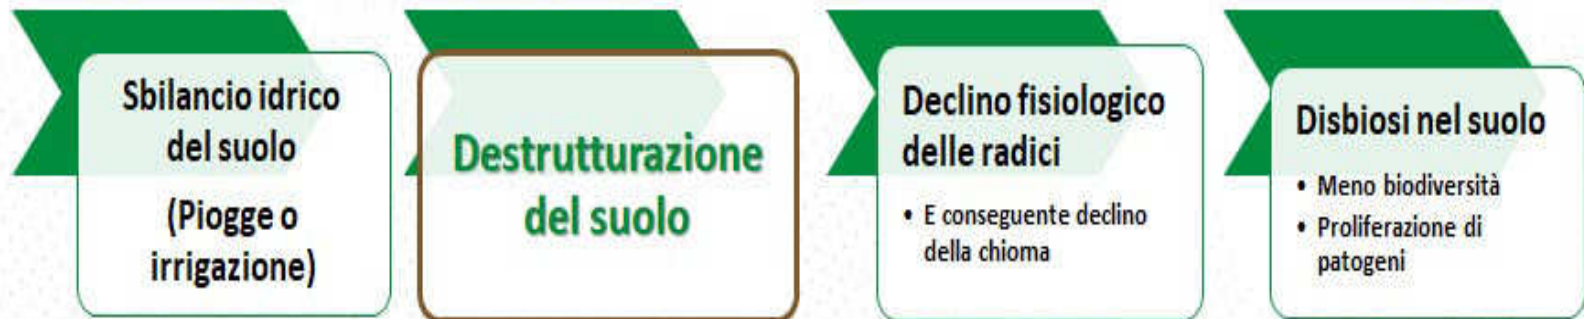 Sbilancio idrico
del suolo
(Piogge o
irrigazione)
Destrutturazione
del suolo
Declino fisiologico
delle radici
• E conseguente declino
della chioma
Disbiosi nel suolo
• Meno biodiversità
• Proliferazione di
patogeni